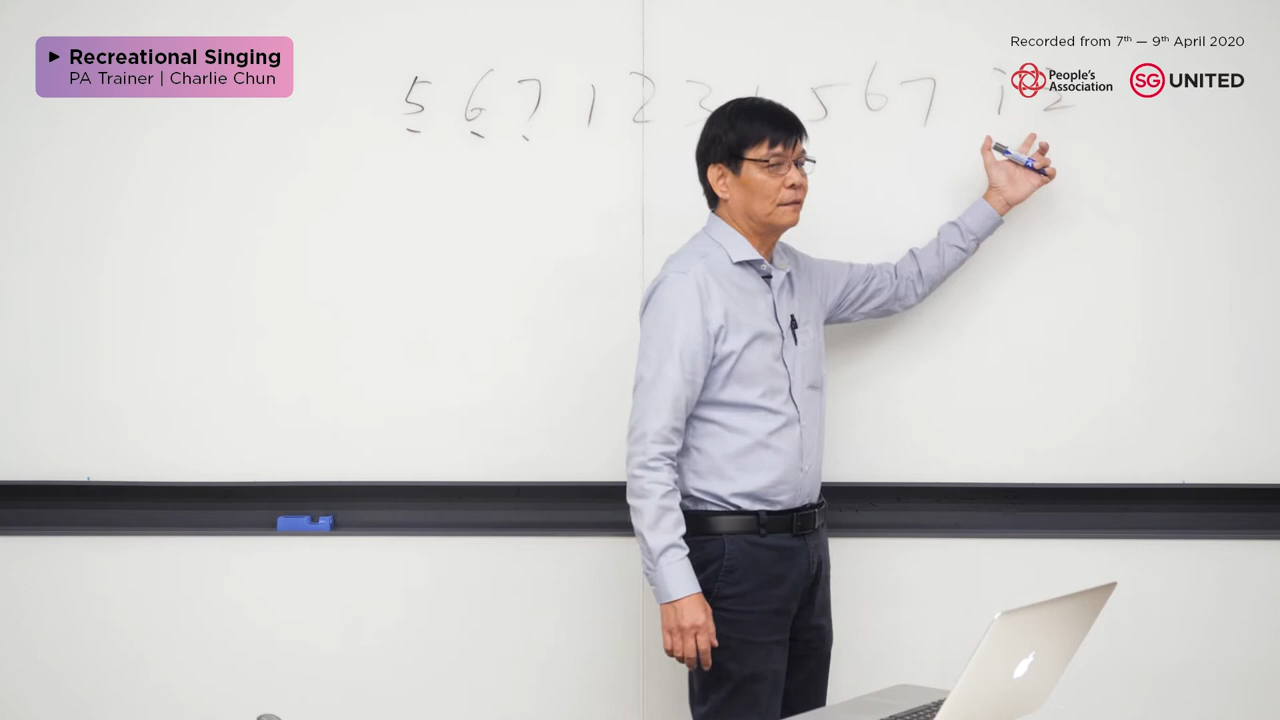 Recreational Singing
PA Trainer | Charlie Chun
Recorded from 7th — 9th April 2020
People's
Association
SG UNITED
5̣ 6̣ 7̣ 1 2 3 5 6 7 1̇ 2